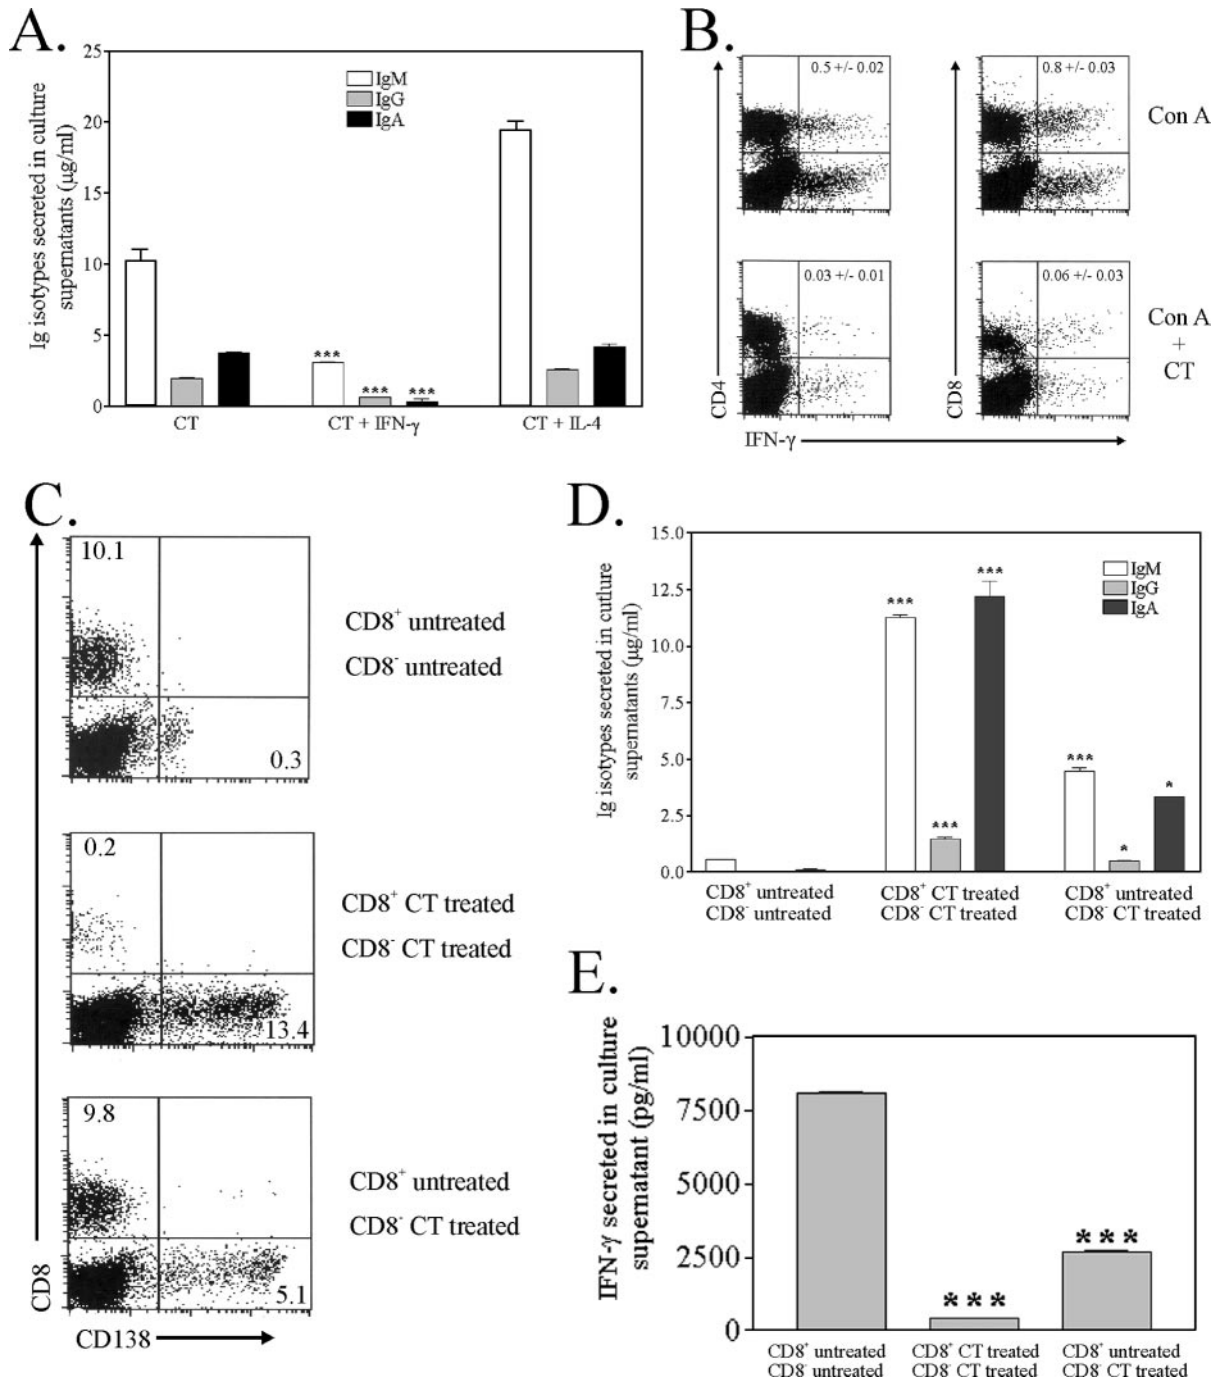 A.
25
20
15
10
5
0
Ig isotypes secreted in culture
supernatants (μg/ml)
IgM
IgG
IgA
***
***
***
CT
CT + IFN-γ
CT + IL-4
B.
0.5 +/- 0.02
0.8 +/- 0.03
Con A
0.03 +/- 0.01
0.06 +/- 0.03
Con A
+
CT
CD4
CD8
IFN-γ
C.
10.1
0.3
CD8⁺ untreated
CD8⁻ untreated
0.2
13.4
CD8⁺ CT treated
CD8⁻ CT treated
9.8
5.1
CD8⁺ untreated
CD8⁻ CT treated
CD8
CD138
D.
15.0
12.5
10.0
7.5
5.0
2.5
0.0
Ig isotypes secreted in cutlure
supernatants (μg/ml)
IgM
IgG
IgA
***
***
***
***
*
*
CD8⁺ untreated
CD8⁻ untreated
CD8⁺ CT treated
CD8⁻ CT treated
CD8⁺ untreated
CD8⁻ CT treated
E.
10000
7500
5000
2500
0
IFN-γ secreted in culture
supernatant (pg/ml)
***
***
CD8⁺ untreated
CD8⁻ untreated
CD8⁺ CT treated
CD8⁻ CT treated
CD8⁺ untreated
CD8⁻ CT treated